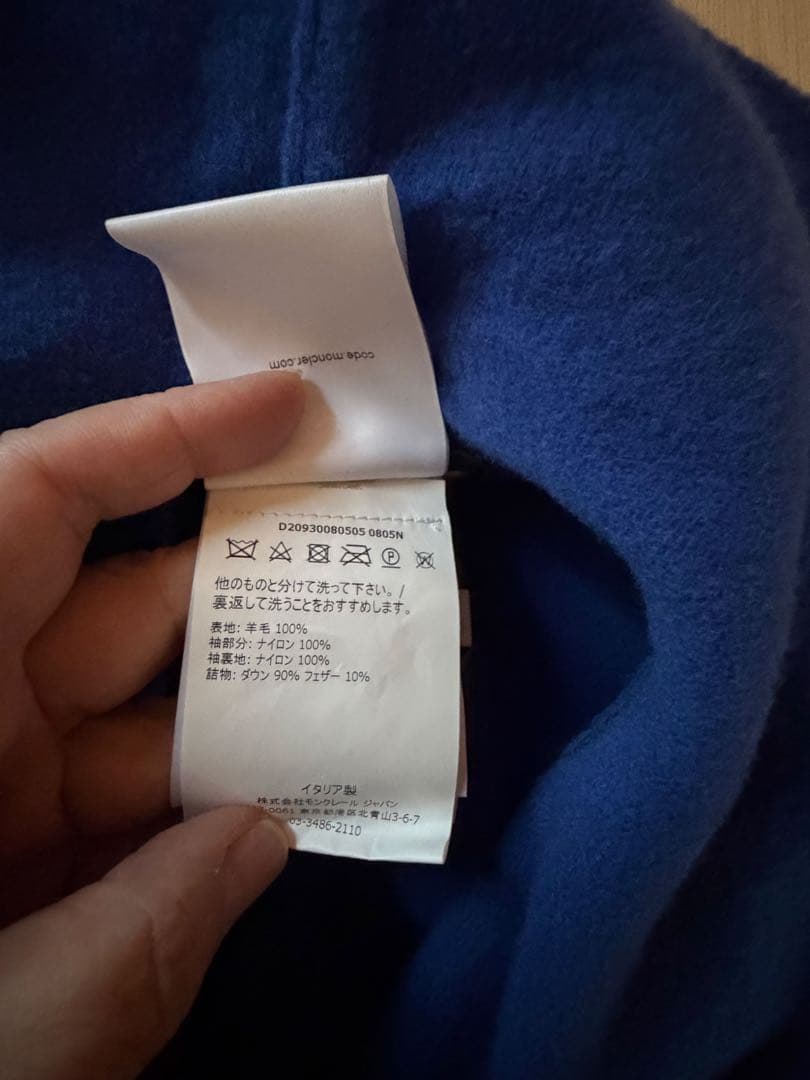 code.moncler.com
D20930080505 0805N
他のものと分けて洗って下さい。/
裏返して洗うことをおすすめします。
表地: 羊毛 100%
袖部分: ナイロン 100%
袖裏地: ナイロン 100%
詰物: ダウン 90% フェザー 10%
イタリア製
株式会社モンクレール ジャパン
0061 東京都港区北青山3-6-7
03-3486-2110